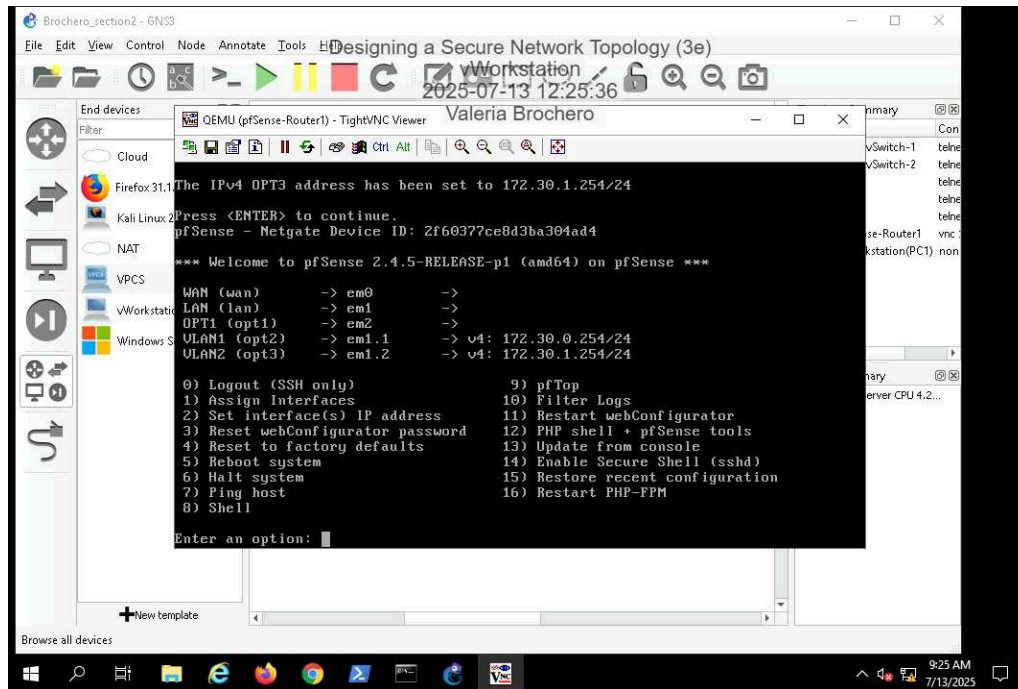 Brochero_section2 - GNS3
File Edit View Control Node Annotate Tools Help
Designing a Secure Network Topology (3e)
vWorkstation
2025-07-13 12:25:36
Valeria Brochero
End devices
Filter
Cloud
Firefox 31.1.
Kali Linux 2
NAT
VPCS
vWorkstatio
Windows S
New template
Browse all devices
QEMU (pfSense-Router1) - TightVNC Viewer
Ctrl Alt
The IPv4 OPT3 address has been set to 172.30.1.254/24
Press <ENTER> to continue.
pfSense - Netgate Device ID: 2f60377ce8d3ba304ad4
*** Welcome to pfSense 2.4.5-RELEASE-p1 (amd64) on pfSense ***
WAN (wan) -> em0 ->
LAN (lan) -> em1 ->
OPT1 (opt1) -> em2 ->
VLAN1 (opt2) -> em1.1 -> v4: 172.30.0.254/24
VLAN2 (opt3) -> em1.2 -> v4: 172.30.1.254/24
0) Logout (SSH only) 9) pfTop
1) Assign Interfaces 10) Filter Logs
2) Set interface(s) IP address 11) Restart webConfigurator
3) Reset webConfigurator password 12) PHP shell + pfSense tools
4) Reset to factory defaults 13) Update from console
5) Reboot system 14) Enable Secure Shell (sshd)
6) Halt system 15) Restore recent configuration
7) Ping host 16) Restart PHP-FPM
8) Shell
Enter an option:
mmary
Con
vSwitch-1 telne
vSwitch-2 telne
telne
telne
telne
se-Router1 vnc
kstation(PC1) non
mary
erver CPU 4.2...
9:25 AM
7/13/2025